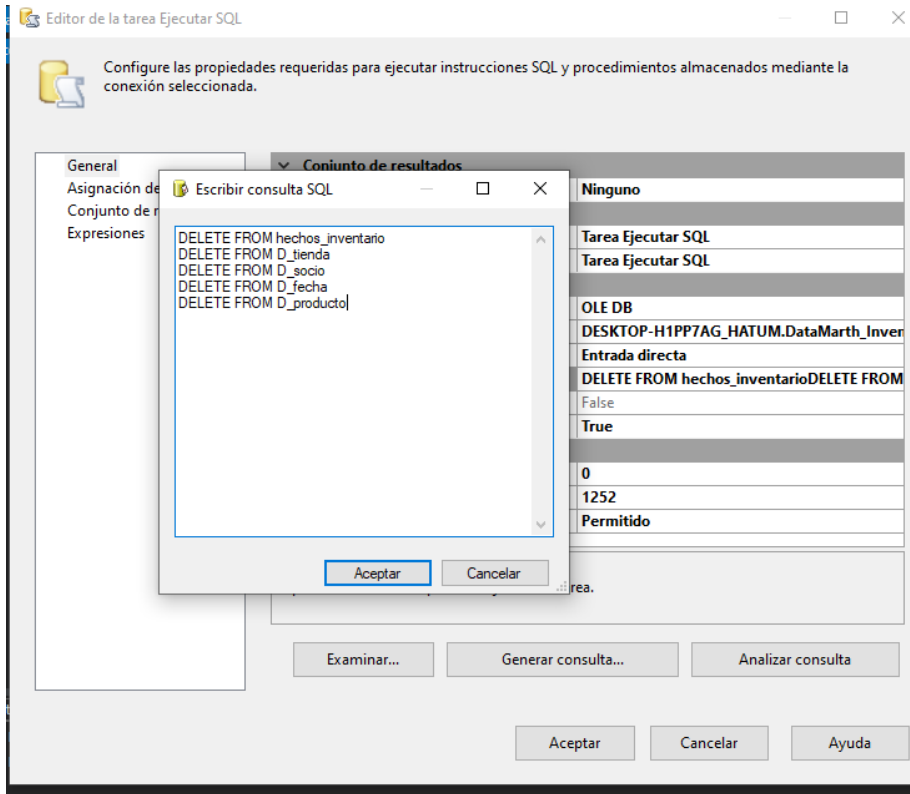 Editor de la tarea Ejecutar SQL
Configure las propiedades requeridas para ejecutar instrucciones SQL y procedimientos almacenados mediante la
conexión seleccionada.
General
Asignación de
Conjunto de r
Expresiones
Conjunto de resultados
Ninguno
Tarea Ejecutar SQL
Tarea Ejecutar SQL
OLE DB
DESKTOP-H1PP7AG_HATUM.DataMarth_Inven
Entrada directa
DELETE FROM hechos_inventarioDELETE FROM
False
True
0
1252
Permitido
Escribir consulta SQL
DELETE FROM hechos_inventario
DELETE FROM D_tienda
DELETE FROM D_socio
DELETE FROM D_fecha
DELETE FROM D_producto
Aceptar Cancelar
rea.
Examinar... Generar consulta... Analizar consulta
Aceptar Cancelar Ayuda